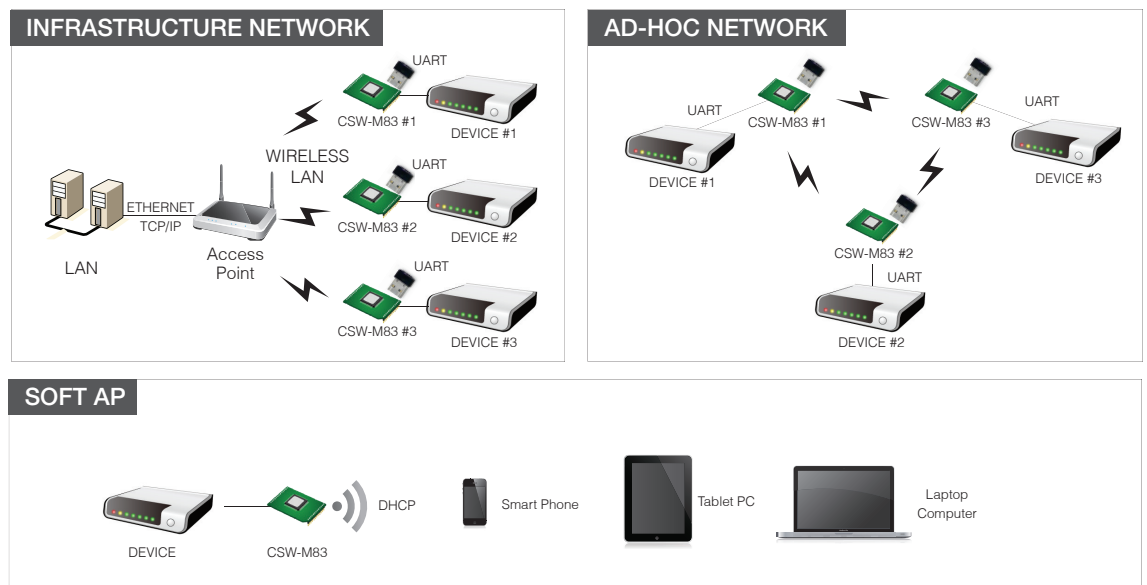 INFRASTRUCTURE NETWORK
UART
CSW-M83 #1
DEVICE #1
WIRELESS
LAN
UART
CSW-M83 #2
DEVICE #2
ETHERNET
TCP/IP
LAN
Access
Point
UART
CSW-M83 #3
DEVICE #3
AD-HOC NETWORK
UART
CSW-M83 #1
DEVICE #1
CSW-M83 #3
UART
DEVICE #3
CSW-M83 #2
UART
DEVICE #2
SOFT AP
DEVICE
CSW-M83
DHCP
Smart Phone
Tablet PC
Laptop
Computer